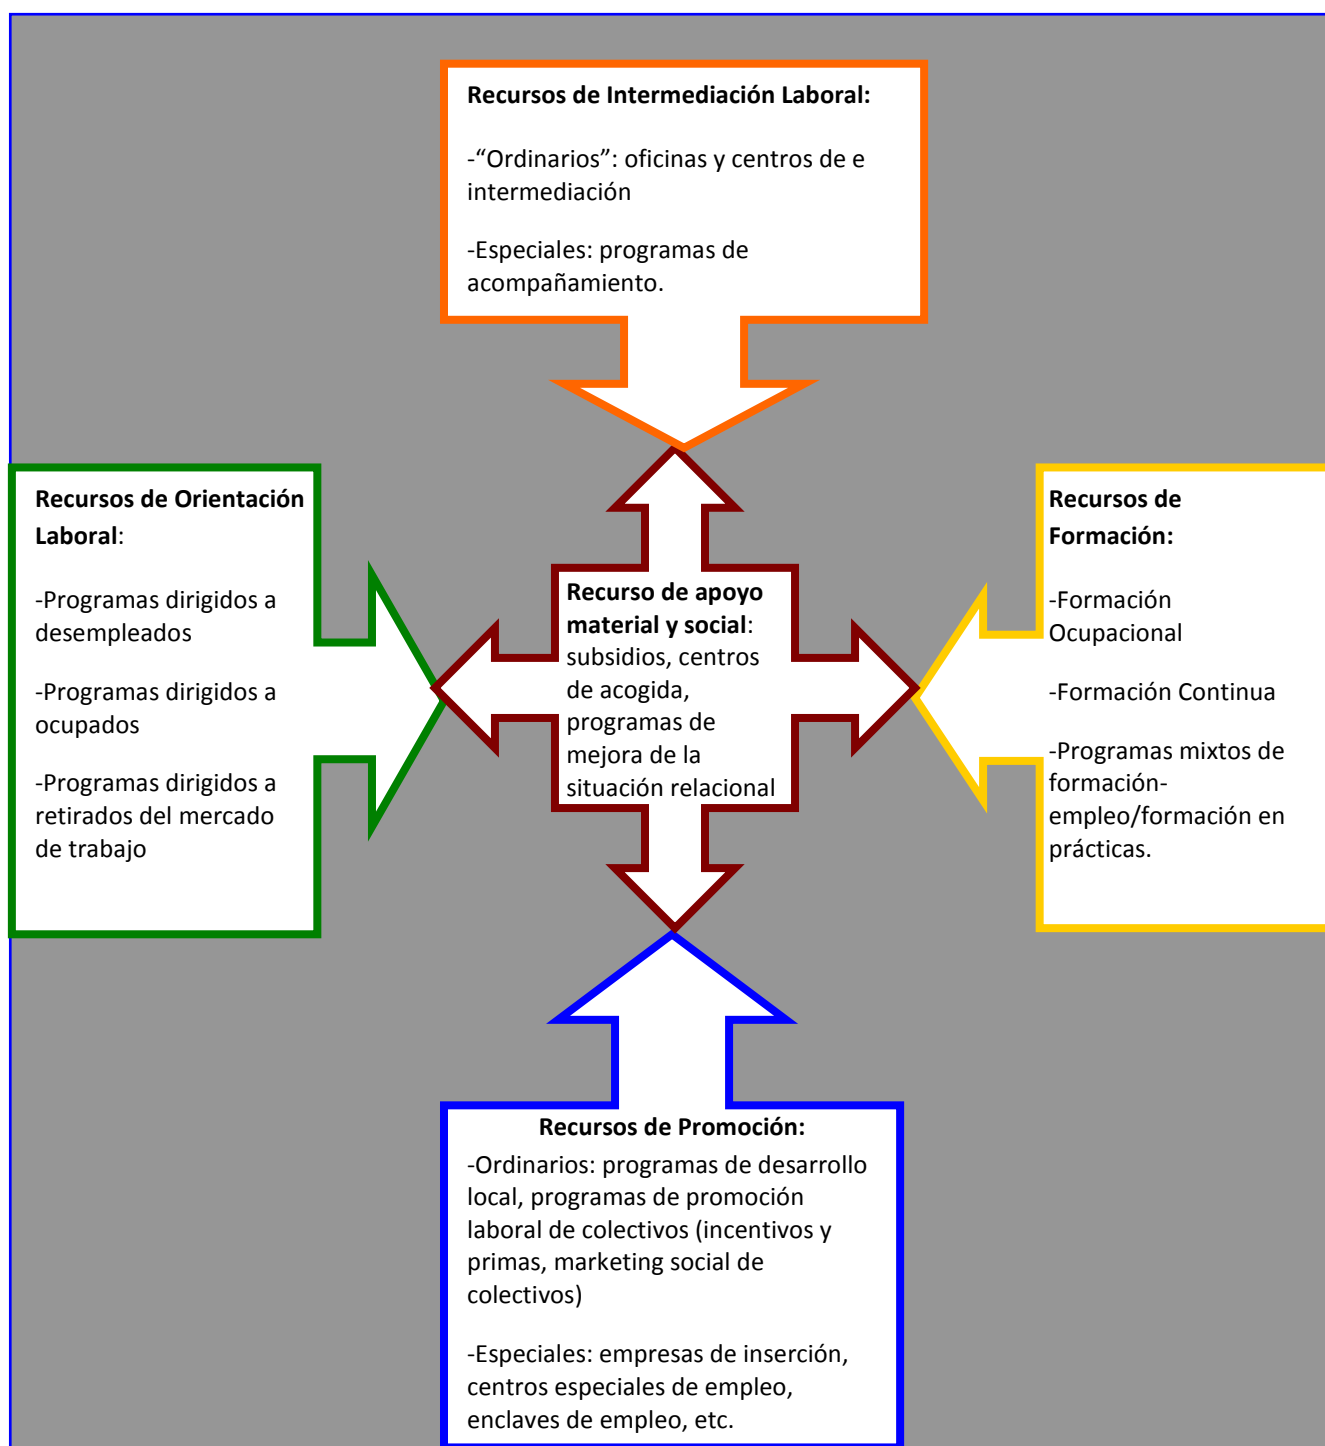 Recursos de Intermediación Laboral:
-“Ordinarios”: oficinas y centros de e
intermediación
-Especiales: programas de
acompañamiento.
Recursos de Orientación
Laboral:
-Programas dirigidos a
desempleados
-Programas dirigidos a
ocupados
-Programas dirigidos a
retirados del mercado
de trabajo
Recurso de apoyo
material y social:
subsidios, centros
de acogida,
programas de
mejora de la
situación relacional
Recursos de
Formación:
-Formación
Ocupacional
-Formación Continua
-Programas mixtos de
formación-
empleo/formación en
prácticas.
Recursos de Promoción:
-Ordinarios: programas de desarrollo
local, programas de promoción
laboral de colectivos (incentivos y
primas, marketing social de
colectivos)
-Especiales: empresas de inserción,
centros especiales de empleo,
enclaves de empleo, etc.